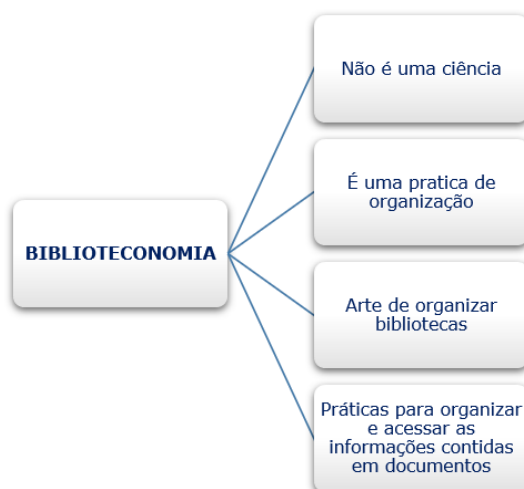 Não é uma ciência
É uma pratica de
organização
BIBLIOTECONOMIA
Arte de organizar
bibliotecas
Práticas para organizar
e acessar as
informações contidas
em documentos